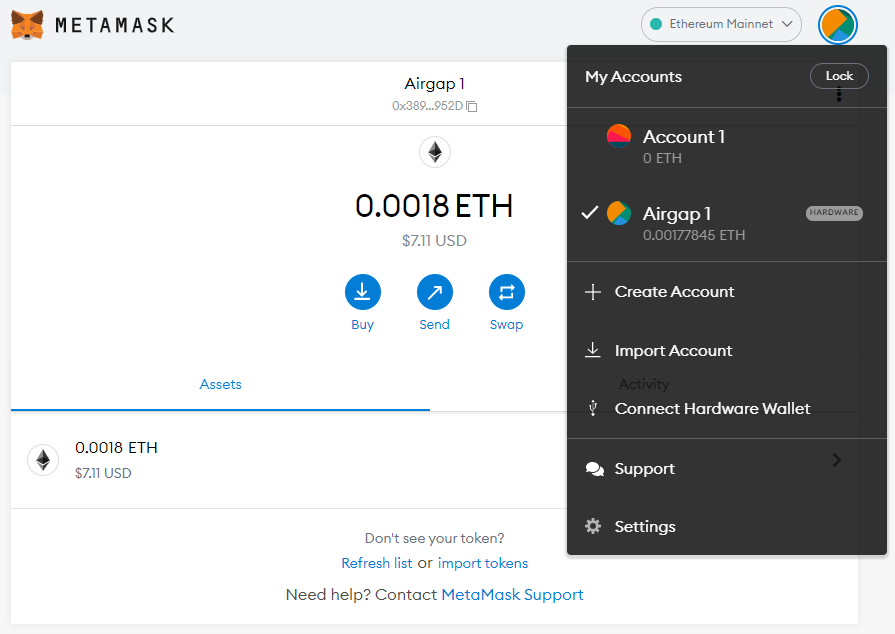 METAMASK
Ethereum Mainnet
My Accounts
Lock
Airgap 1
0x389...952D
Account 1
0 ETH
0.0018 ETH
$7.11 USD
Airgap 1
HARDWARE
0.00177845 ETH
Buy
Send
Swap
Create Account
Import Account
Assets
Activity
Connect Hardware Wallet
0.0018 ETH
$7.11 USD
Support
Settings
Don't see your token?
Refresh list or import tokens
Need help? Contact MetaMask Support